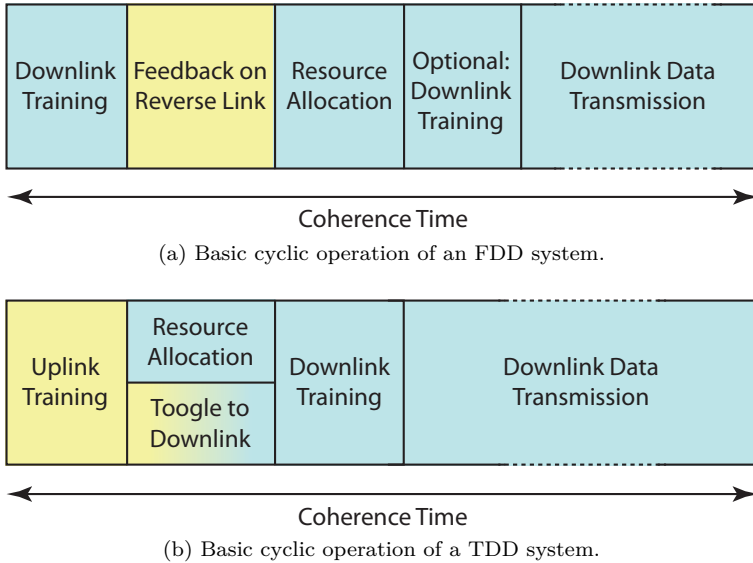 Downlink
Training
Feedback on
Reverse Link
Resource
Allocation
Optional:
Downlink
Training
Downlink Data
Transmission
Coherence Time
(a) Basic cyclic operation of an FDD system.
Uplink
Training
Resource
Allocation
Toogle to
Downlink
Downlink
Training
Downlink Data
Transmission
Coherence Time
(b) Basic cyclic operation of a TDD system.